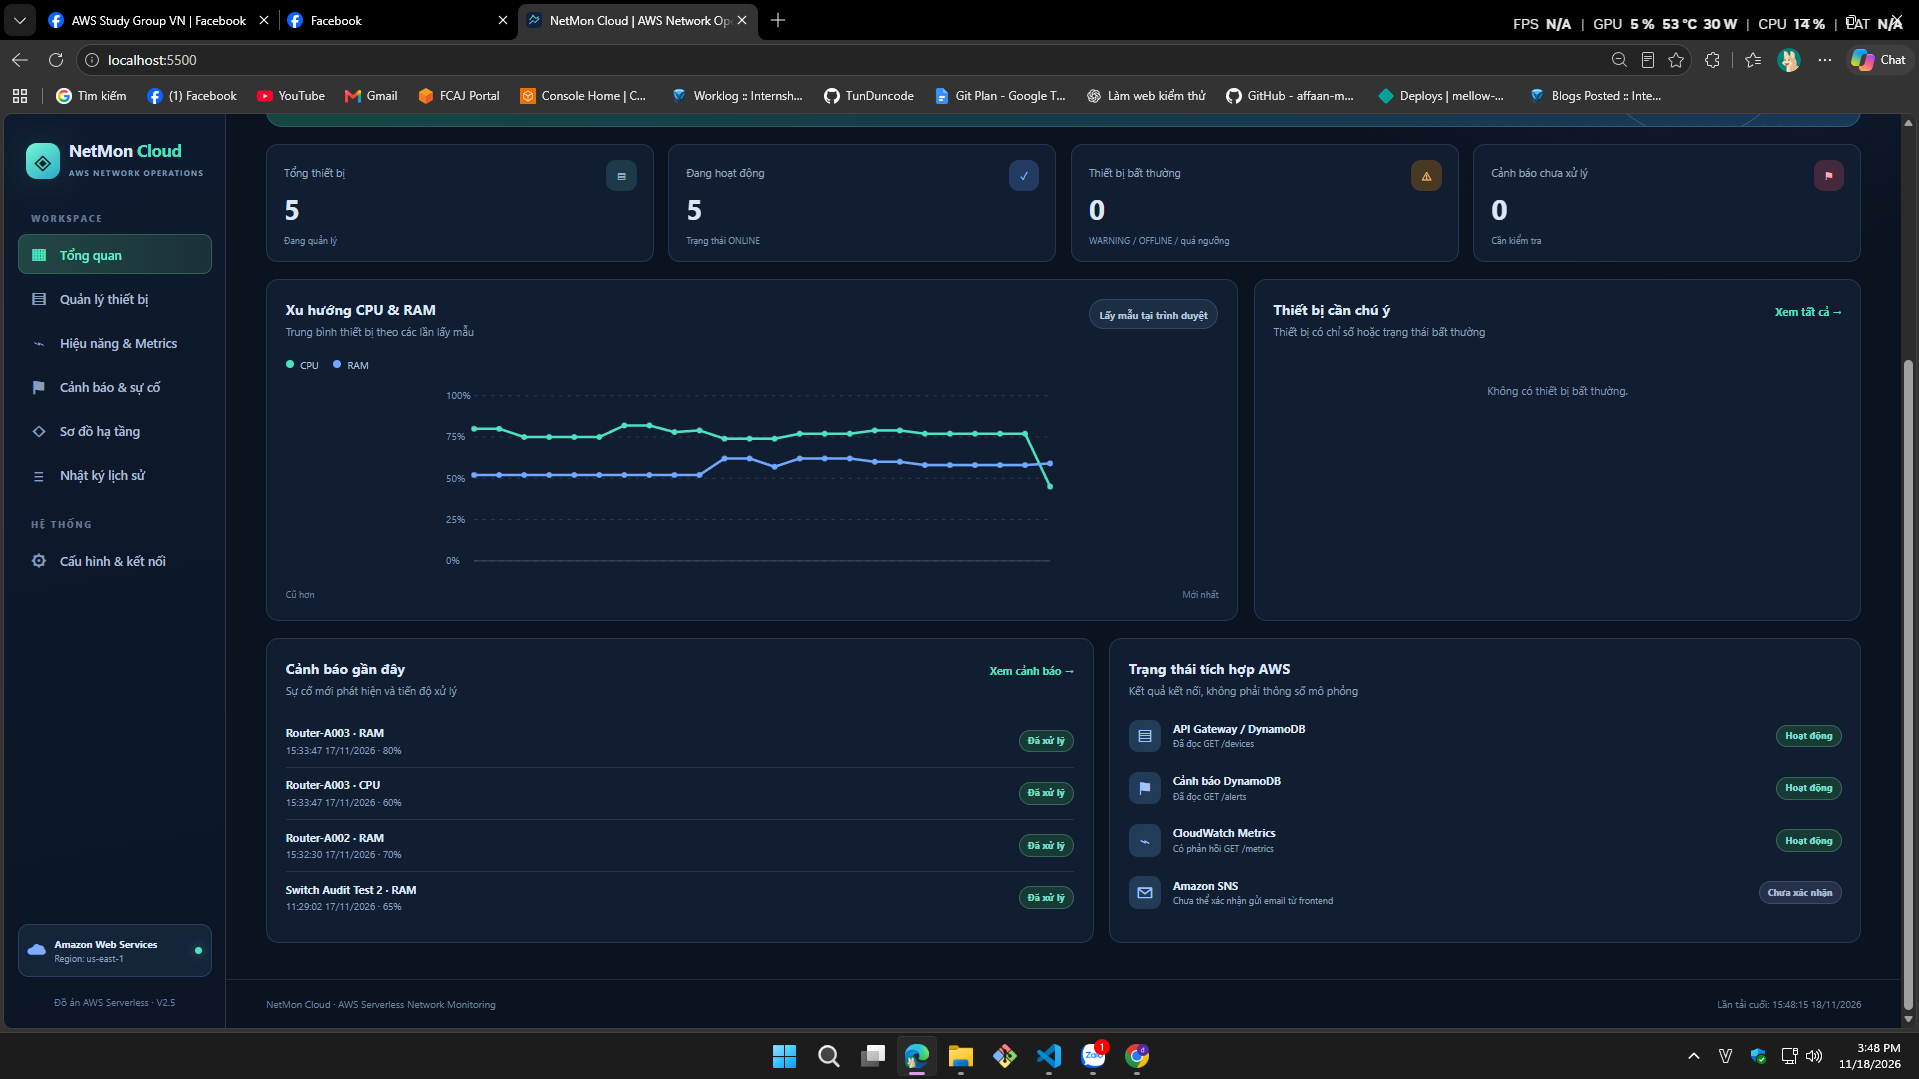 AWS Study Group VN | Facebook
Facebook
NetMon Cloud | AWS Network Op
FPS N/A | GPU 5 % 53 °C 30 W | CPU 14 % | LAT N/A
localhost:5500
Chat
Tìm kiếm
(1) Facebook
YouTube
Gmail
FCAJ Portal
Console Home | C...
Worklog :: Internsh...
TunDuncode
Git Plan - Google T...
Làm web kiểm thử
GitHub - affaan-m...
Deploys | mellow-...
Blogs Posted :: Inte...
NetMon Cloud
AWS NETWORK OPERATIONS
WORKSPACE
Tổng quan
Quản lý thiết bị
Hiệu năng & Metrics
Cảnh báo & sự cố
Sơ đồ hạ tầng
Nhật ký lịch sử
HỆ THỐNG
Cấu hình & kết nối
Amazon Web Services
Region: us-east-1
Đồ án AWS Serverless · V2.5
Tổng thiết bị
5
Đang quản lý
Đang hoạt động
5
Trạng thái ONLINE
Thiết bị bất thường
0
WARNING / OFFLINE / quá ngưỡng
Cảnh báo chưa xử lý
0
Cần kiểm tra
Xu hướng CPU & RAM
Trung bình thiết bị theo các lần lấy mẫu
Lấy mẫu tại trình duyệt
CPU
RAM
100%
75%
50%
25%
0%
Cũ hơn
Mới nhất
Thiết bị cần chú ý
Thiết bị có chỉ số hoặc trạng thái bất thường
Xem tất cả →
Không có thiết bị bất thường.
Cảnh báo gần đây
Sự cố mới phát hiện và tiến độ xử lý
Xem cảnh báo →
Router-A003 · RAM
15:33:47 17/11/2026 · 80%
Đã xử lý
Router-A003 · CPU
15:33:47 17/11/2026 · 60%
Đã xử lý
Router-A002 · RAM
15:32:30 17/11/2026 · 70%
Đã xử lý
Switch Audit Test 2 · RAM
11:29:02 17/11/2026 · 65%
Đã xử lý
Trạng thái tích hợp AWS
Kết quả kết nối, không phải thông số mô phỏng
API Gateway / DynamoDB
Đã đọc GET /devices
Hoạt động
Cảnh báo DynamoDB
Đã đọc GET /alerts
Hoạt động
CloudWatch Metrics
Có phản hồi GET /metrics
Hoạt động
Amazon SNS
Chưa thể xác nhận gửi email từ frontend
Chưa xác nhận
NetMon Cloud · AWS Serverless Network Monitoring
Lần tải cuối: 15:48:15 18/11/2026
Zalo
1
3:48 PM
11/18/2026